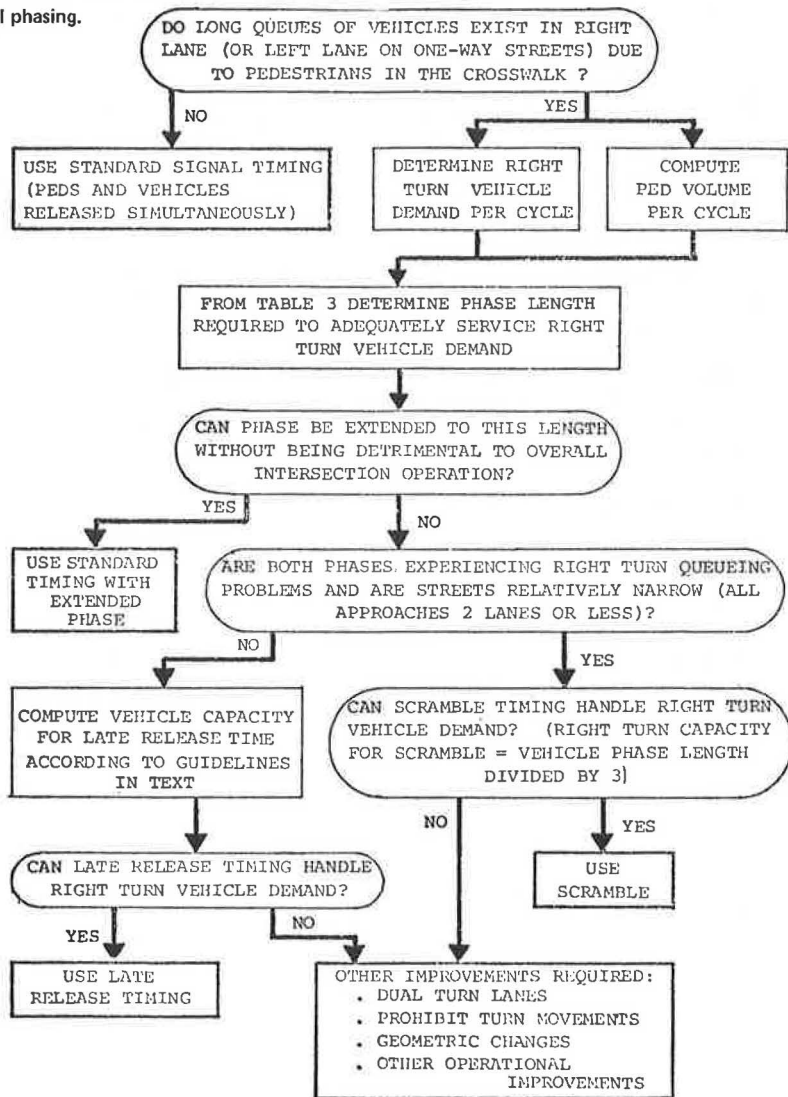 l phasing.
DO LONG QUEUES OF VEHICLES EXIST IN RIGHT
LANE (OR LEFT LANE ON ONE-WAY STREETS) DUE
TO PEDESTRIANS IN THE CROSSWALK ?
NO
YES
USE STANDARD SIGNAL TIMING
(PEDS AND VEHICLES
RELEASED SIMULTANEOUSLY)
DETERMINE RIGHT
TURN VEHICLE
DEMAND PER CYCLE
COMPUTE
PED VOLUME
PER CYCLE
FROM TABLE 3 DETERMINE PHASE LENGTH
REQUIRED TO ADEQUATELY SERVICE RIGHT
TURN VEHICLE DEMAND
CAN PHASE BE EXTENDED TO THIS LENGTH
WITHOUT BEING DETRIMENTAL TO OVERALL
INTERSECTION OPERATION?
YES
NO
USE STANDARD
TIMING WITH
EXTENDED
PHASE
ARE BOTH PHASES EXPERIENCING RIGHT TURN QUEUEING
PROBLEMS AND ARE STREETS RELATIVELY NARROW (ALL
APPROACHES 2 LANES OR LESS)?
NO
YES
COMPUTE VEHICLE CAPACITY
FOR LATE RELEASE TIME
ACCORDING TO GUIDELINES
IN TEXT
CAN SCRAMBLE TIMING HANDLE RIGHT TURN
VEHICLE DEMAND? (RIGHT TURN CAPACITY
FOR SCRAMBLE = VEHICLE PHASE LENGTH
DIVIDED BY 3)
NO
YES
USE
SCRAMBLE
CAN LATE RELEASE TIMING HANDLE
RIGHT TURN VEHICLE DEMAND?
YES
NO
USE LATE
RELEASE TIMING
OTHER IMPROVEMENTS REQUIRED:
. DUAL TURN LANES
. PROHIBIT TURN MOVEMENTS
. GEOMETRIC CHANGES
. OTHER OPERATIONAL
IMPROVEMENTS